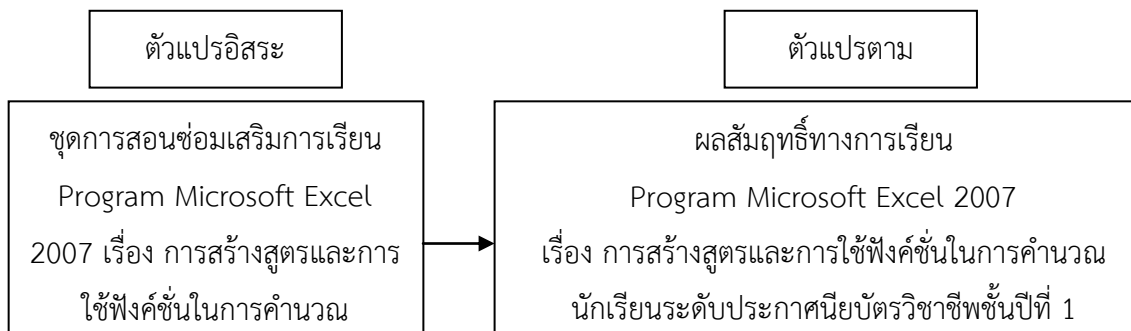 ตัวแปรอิสระ
ตัวแปรตาม
ชุดการสอนซ่อมเสริมการเรียน
Program Microsoft Excel
2007 เรื่อง การสร้างสูตรและการ
ใช้ฟังค์ชั่นในการคำนวณ
ผลสัมฤทธิ์ทางการเรียน
Program Microsoft Excel 2007
เรื่อง การสร้างสูตรและการใช้ฟังค์ชั่นในการคำนวณ
นักเรียนระดับประกาศนียบัตรวิชาชีพชั้นปีที่ 1